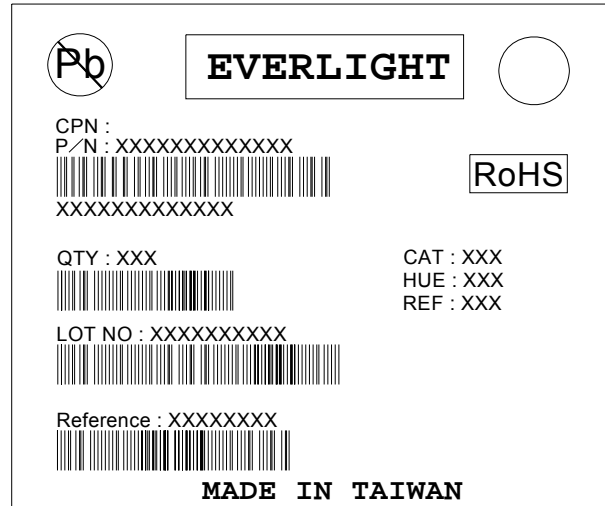 Pb
EVERLIGHT
CPN :
P/N : XXXXXXXXXXXXX
RoHS
XXXXXXXXXXXXX
QTY : XXX
CAT : XXX
HUE : XXX
REF : XXX
LOT NO : XXXXXXXXXX
Reference : XXXXXXXX
MADE IN TAIWAN